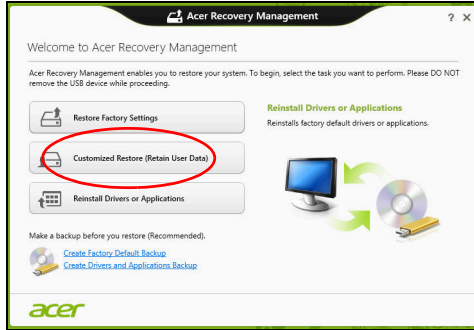 Acer Recovery Management
? X
Welcome to Acer Recovery Management
Acer Recovery Management enables you to restore your system. To begin, select the task you want to perform. Please DO NOT
remove the USB device while proceeding.
Restore Factory Settings
Customized Restore (Retain User Data)
Reinstall Drivers or Applications
Reinstall Drivers or Applications
Reinstalls factory default drivers or applications.
Make a backup before you restore (Recommended).
Create Factory Default Backup
Create Drivers and Applications Backup
acer